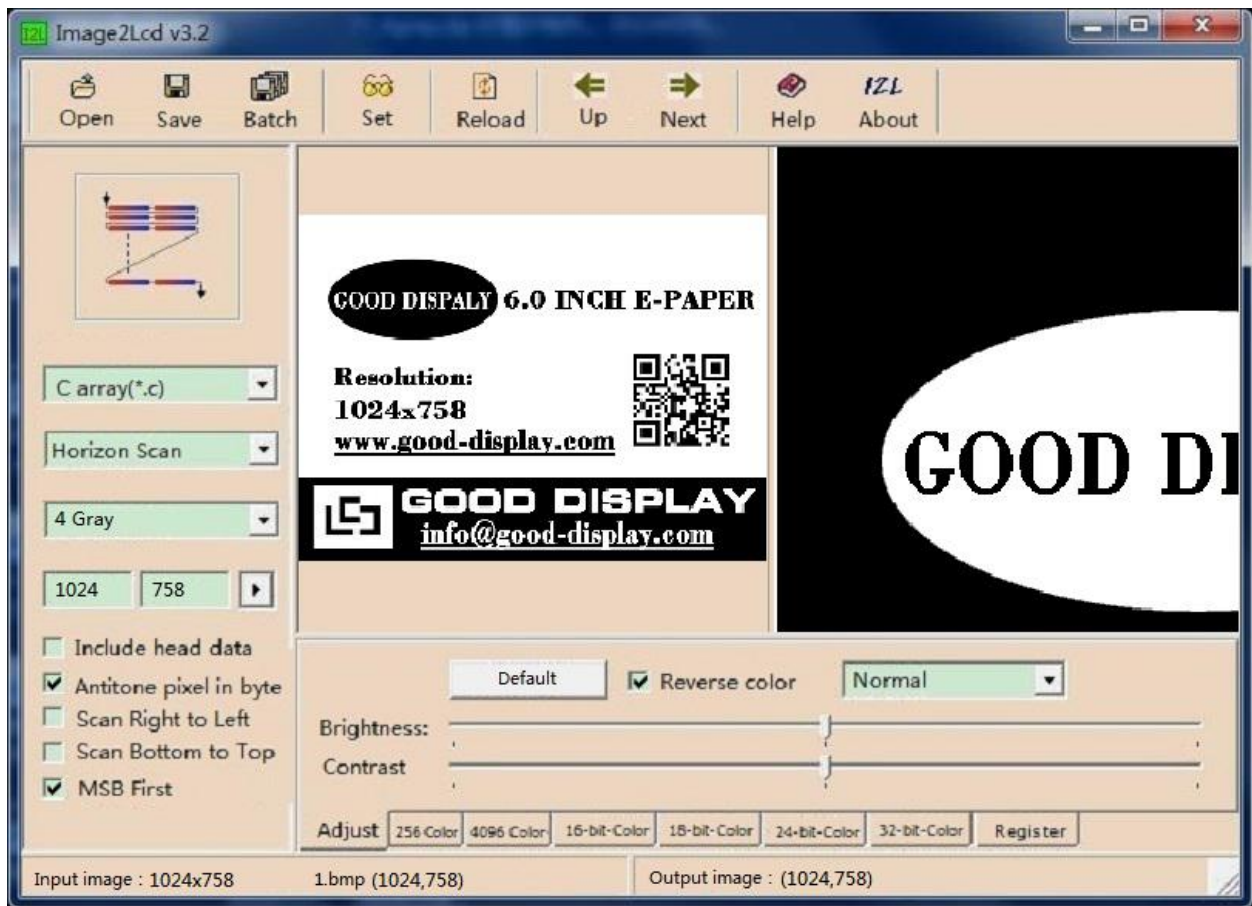 I2L Image2Lcd v3.2
Open Save Batch Set Reload Up Next Help I2L About
C array(*.c)
Horizon Scan
4 Gray
1024 758
Include head data
Antitone pixel in byte
Scan Right to Left
Scan Bottom to Top
MSB First
GOOD DISPALY 6.0 INCH E-PAPER
Resolution:
1024x758
www.good-display.com
GOOD DISPLAY
info@good-display.com
GOOD DI
Default Reverse color Normal
Brightness:
Contrast
Adjust 256 Color 4096 Color 16-bit-Color 18-bit-Color 24-bit-Color 32-bit-Color Register
Input image : 1024x758 1.bmp (1024,758) Output image : (1024,758)